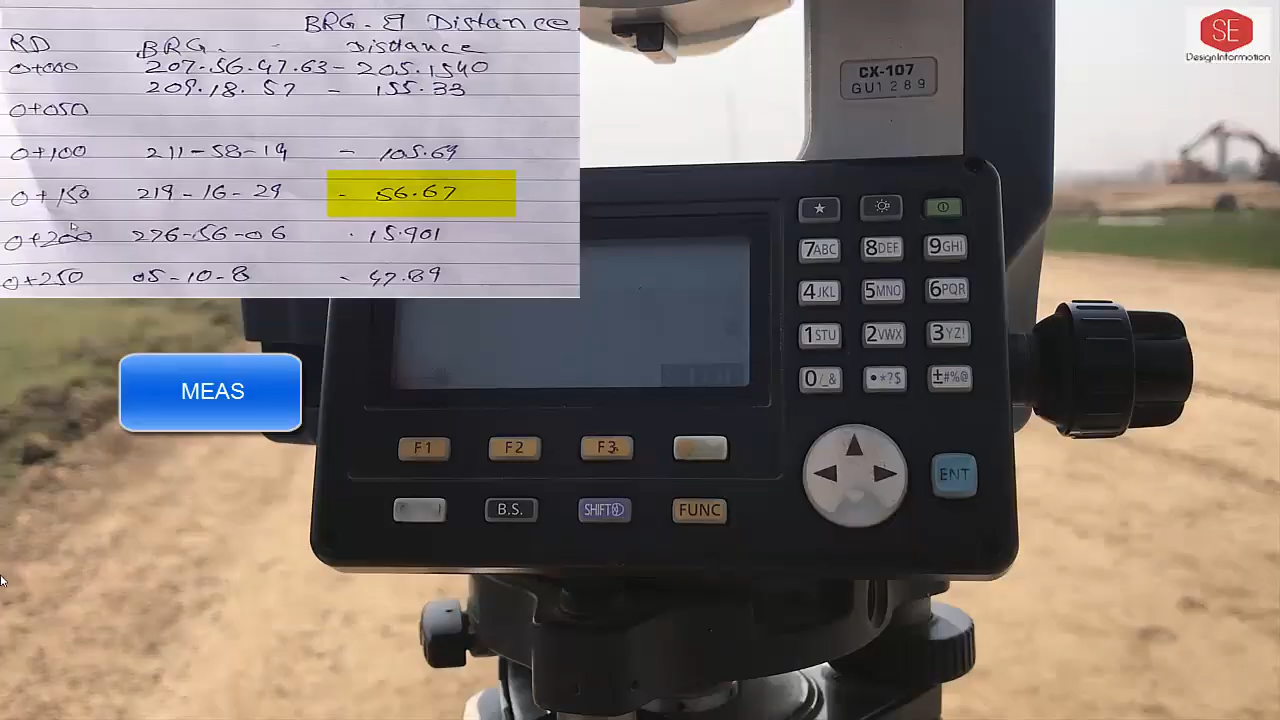 BRG. & Distance.
RD BRG. - Distance
0+000 207-56-47.63 - 205.1540
209.18.57 - 155.33
0+050
0+100 211-58-19 - 105.69
0+150 219-16-29 - 56.67
0+200 276-56-06 . 15.901
0+250 05-10-8 - 47.89
SE
Design Information
CX-107
GU1289
★
7ABC 8DEF 9GHI
4JKL 5MNO 6PQR
1STU 2VWX 3YZ!
0/_& •*?$ ±#%@
MEAS
F1 F2 F3
ENT
B.S. SHIFT FUNC